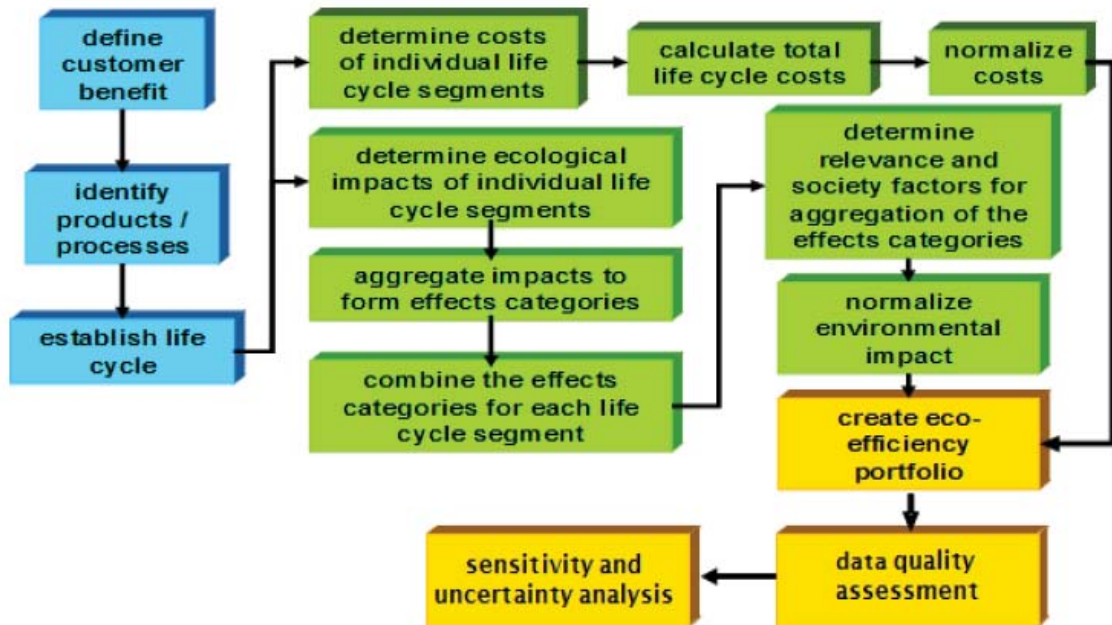 define
customer
benefit
identify
products /
processes
establish life
cycle
determine costs
of individual life
cycle segments
calculate total
life cycle costs
normalize
costs
determine ecological
impacts of individual life
cycle segments
aggregate impacts to
form effects categories
combine the effects
categories for each life
cycle segment
determine
relevance and
society factors for
aggregation of the
effects categories
normalize
environmental
impact
create eco-
efficiency
portfolio
data quality
assessment
sensitivity and
uncertainty analysis